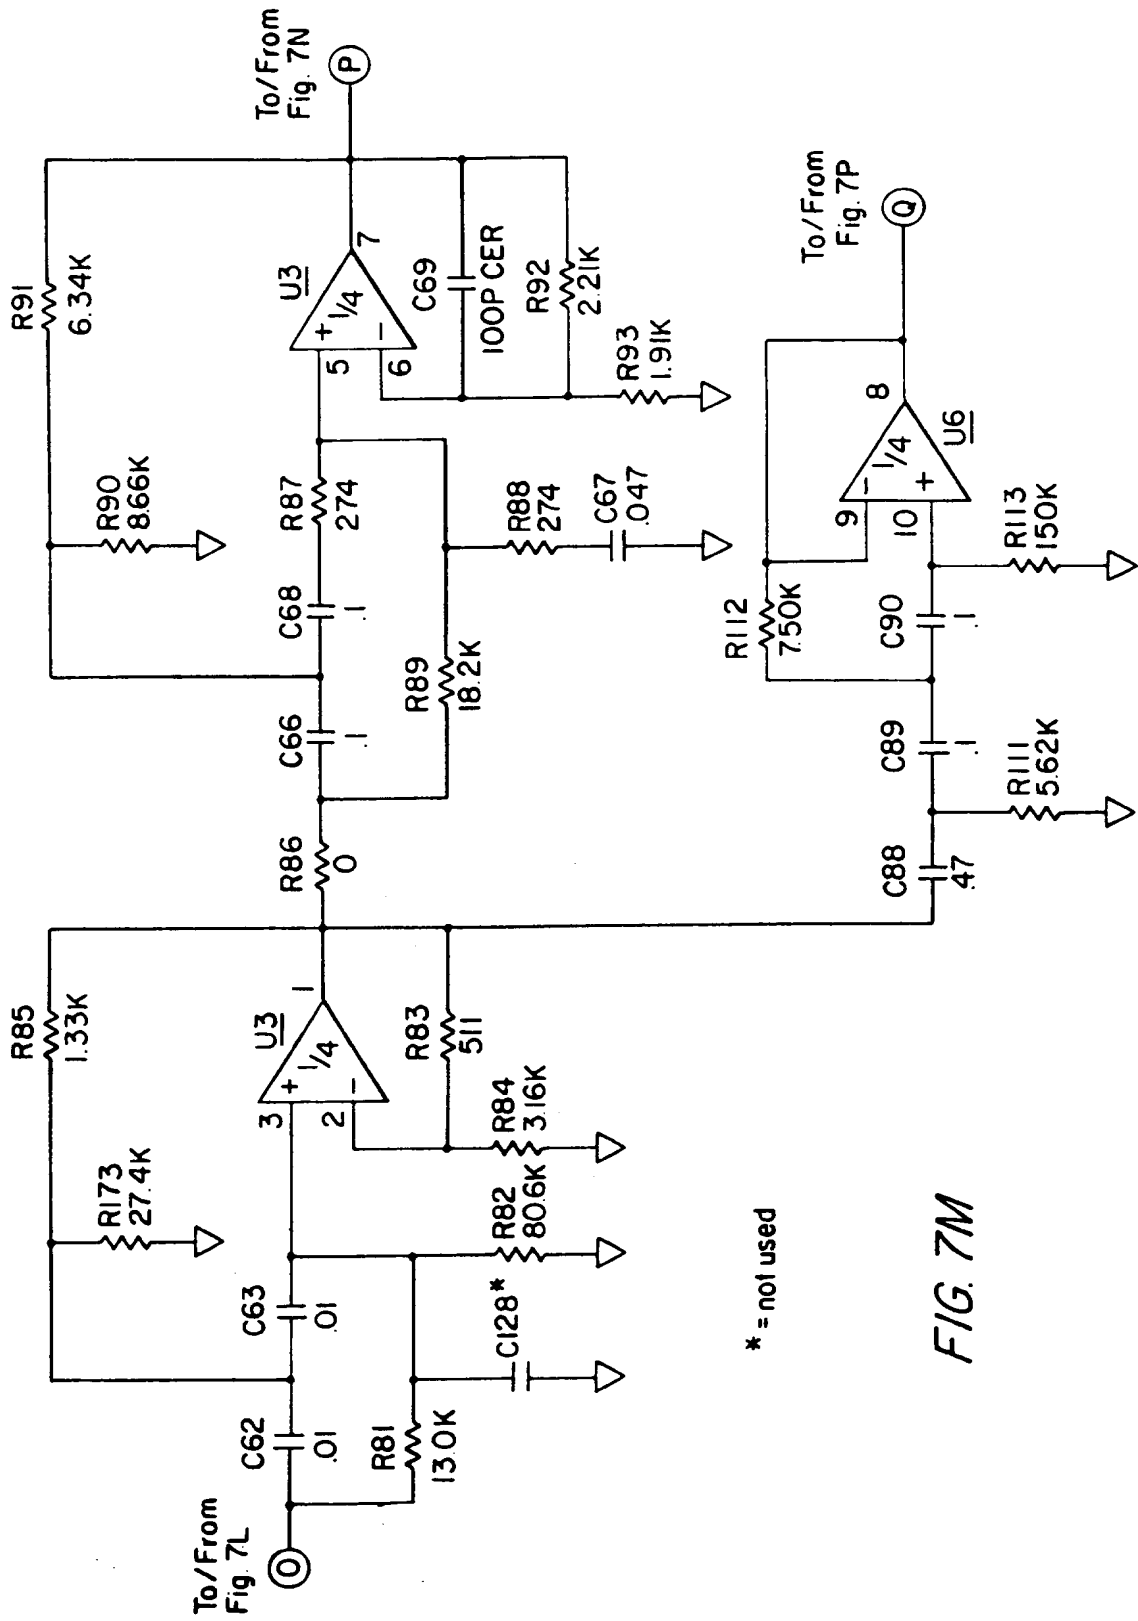 To/From
Fig. 7L
O
C62
.01
R81
13.0K
C63
.01
C128*
R173
27.4K
R82
80.6K
R84
3.16K
3
2
+
-
1/4
U3
1
R83
511
R85
1.33K
R86
0
C66
.1
R89
18.2K
C68
.1
R87
274
R88
274
C67
.047
R90
8.66K
R91
6.34K
5
6
+
-
1/4
U3
7
C69
100P CER
R92
2.21K
R93
1.91K
To/From
Fig. 7N
P
C88
.47
R111
5.62K
C89
.1
R112
7.50K
C90
.1
R113
150K
9
10
-
+
1/4
U6
8
To/From
Fig. 7P
Q
* = not used
FIG. 7M